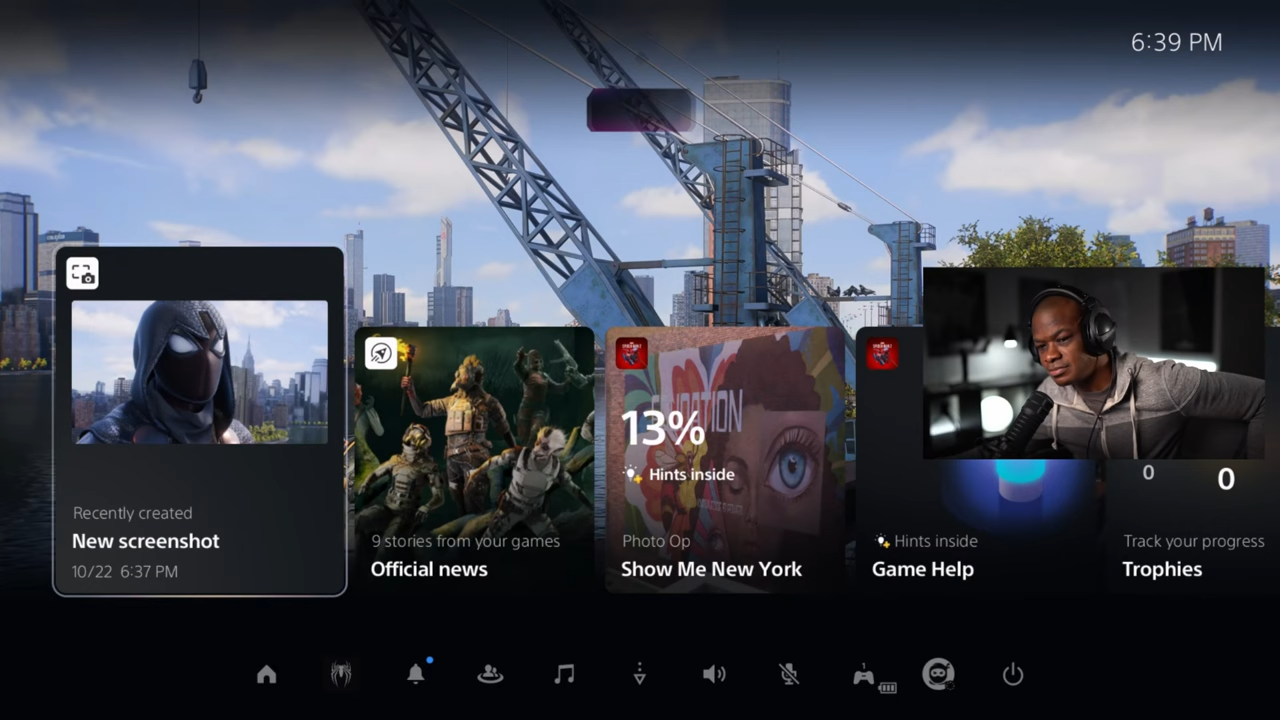 6:39 PM
Recently created
New screenshot
10/22 6:37 PM
9 stories from your games
Official news
13%
Hints inside
Photo Op
Show Me New York
Hints inside
Game Help
0
0
Track your progress
Trophies
1